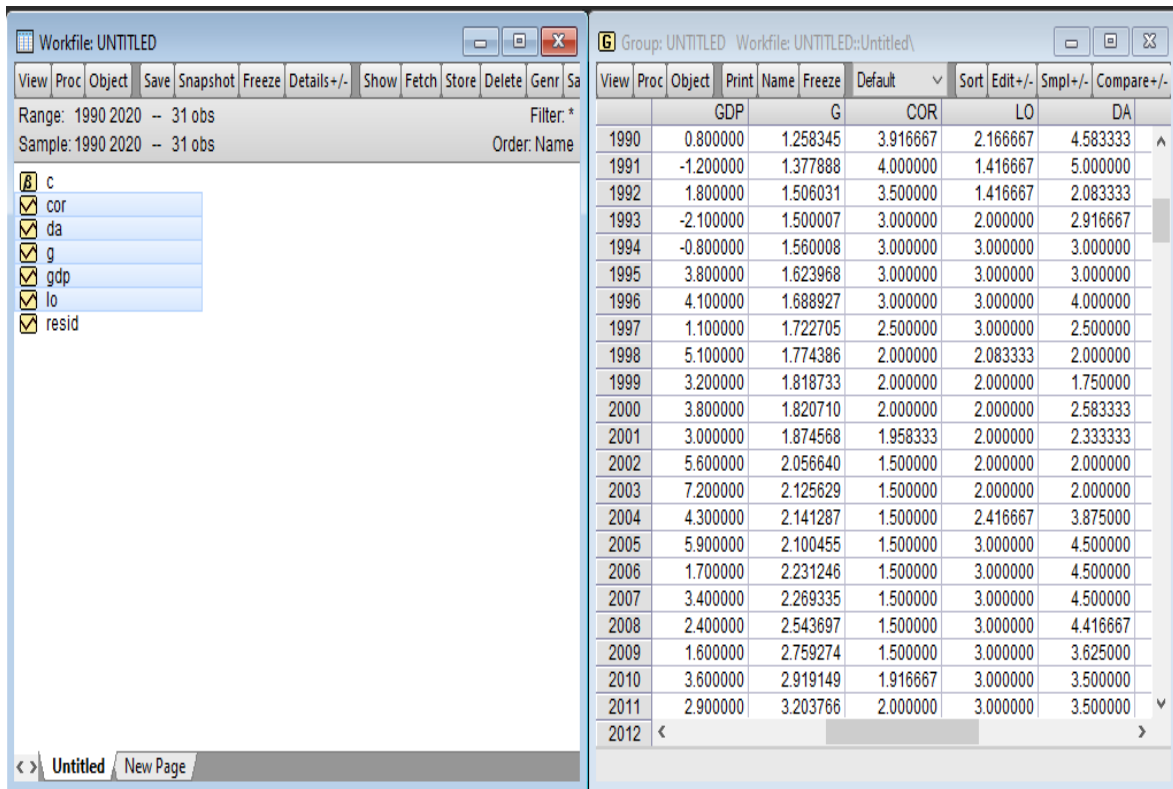 Workfile: UNTITLED
View Proc Object Save Snapshot Freeze Details+/- Show Fetch Store Delete Genr Sa
Range: 1990 2020 -- 31 obs Filter: *
Sample: 1990 2020 -- 31 obs Order: Name
β c
cor
da
g
gdp
lo
resid
Untitled New Page
G Group: UNTITLED Workfile: UNTITLED::Untitled\
View Proc Object Print Name Freeze Default Sort Edit+/- Smpl+/- Compare+/-
GDP G COR LO DA
1990 0.800000 1.258345 3.916667 2.166667 4.583333
1991 -1.200000 1.377888 4.000000 1.416667 5.000000
1992 1.800000 1.506031 3.500000 1.416667 2.083333
1993 -2.100000 1.500007 3.000000 2.000000 2.916667
1994 -0.800000 1.560008 3.000000 3.000000 3.000000
1995 3.800000 1.623968 3.000000 3.000000 3.000000
1996 4.100000 1.688927 3.000000 3.000000 4.000000
1997 1.100000 1.722705 2.500000 3.000000 2.500000
1998 5.100000 1.774386 2.000000 2.083333 2.000000
1999 3.200000 1.818733 2.000000 2.000000 1.750000
2000 3.800000 1.820710 2.000000 2.000000 2.583333
2001 3.000000 1.874568 1.958333 2.000000 2.333333
2002 5.600000 2.056640 1.500000 2.000000 2.000000
2003 7.200000 2.125629 1.500000 2.000000 2.000000
2004 4.300000 2.141287 1.500000 2.416667 3.875000
2005 5.900000 2.100455 1.500000 3.000000 4.500000
2006 1.700000 2.231246 1.500000 3.000000 4.500000
2007 3.400000 2.269335 1.500000 3.000000 4.500000
2008 2.400000 2.543697 1.500000 3.000000 4.416667
2009 1.600000 2.759274 1.500000 3.000000 3.625000
2010 3.600000 2.919149 1.916667 3.000000 3.500000
2011 2.900000 3.203766 2.000000 3.000000 3.500000
2012